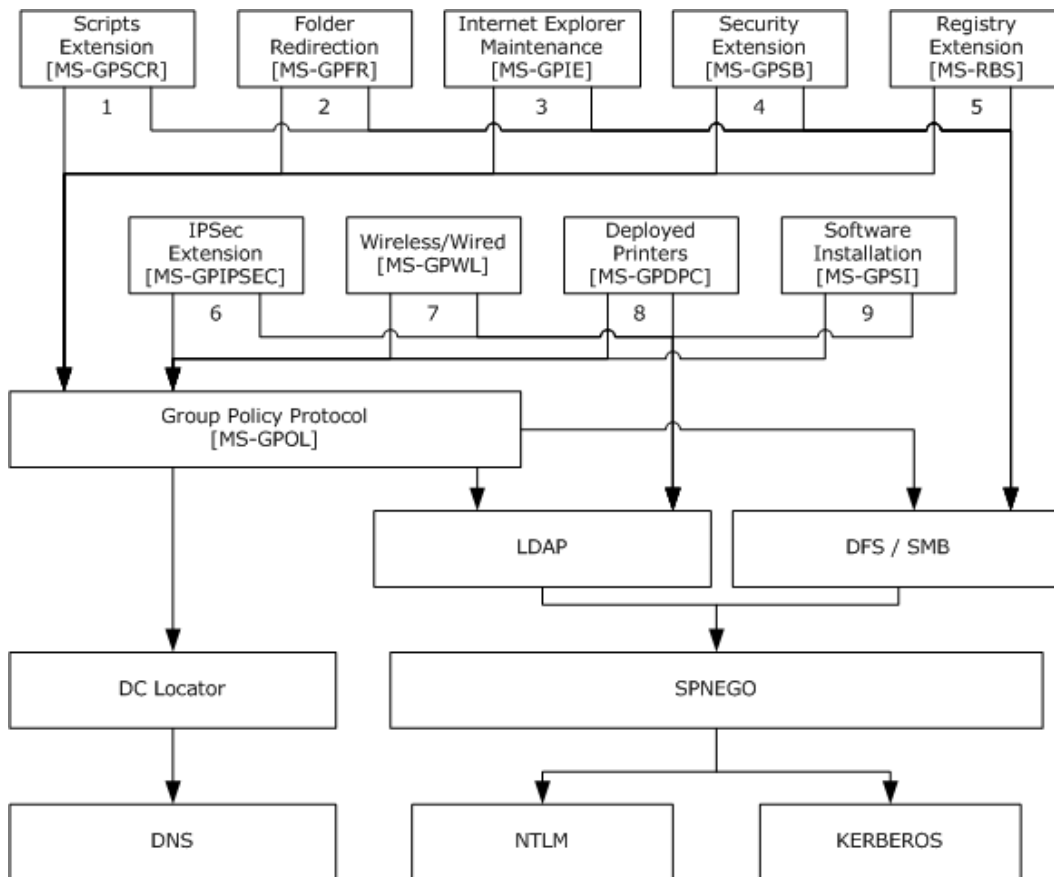 Scripts
Extension
[MS-GPSCR]
Folder
Redirection
[MS-GPFR]
Internet Explorer
Maintenance
[MS-GPIE]
Security
Extension
[MS-GPSB]
Registry
Extension
[MS-RBS]
1
2
3
4
5
IPSec
Extension
[MS-GPIPSEC]
Wireless/Wired
[MS-GPWL]
Deployed
Printers
[MS-GPDPC]
Software
Installation
[MS-GPSI]
6
7
8
9
Group Policy Protocol
[MS-GPOL]
LDAP
DFS / SMB
DC Locator
SPNEGO
DNS
NTLM
KERBEROS